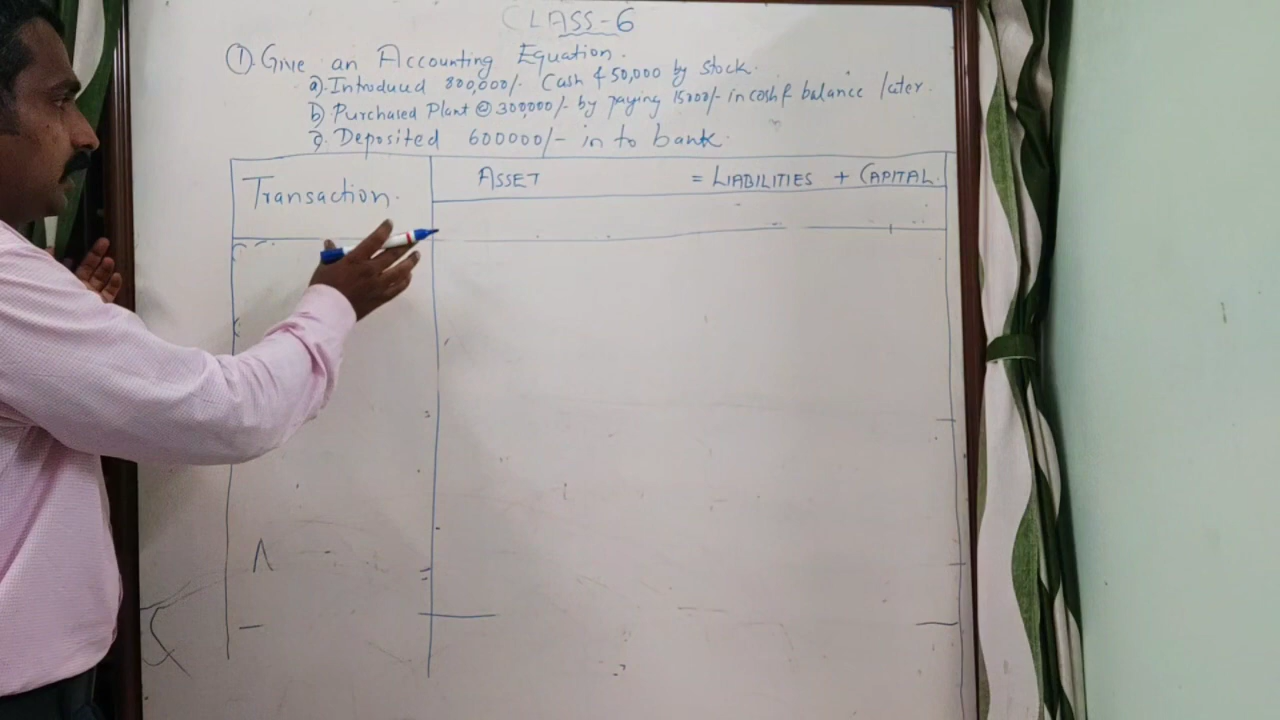 CLASS-6
① Give an Accounting Equation.
a) Introduced 800,000/- Cash & 50,000 by stock.
b) Purchased Plant @ 300,000/- by paying 15000/- in cash & balance later.
c) Deposited 600000/- in to bank.
Transaction.
ASSET = LIABILITIES + CAPITAL.